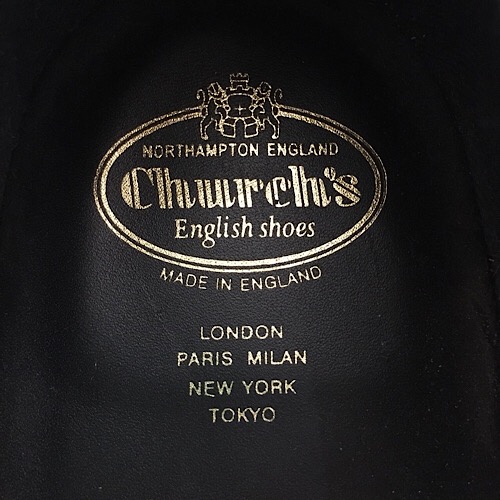 NORTHAMPTON ENGLAND
Church's
English shoes
MADE IN ENGLAND
LONDON
PARIS MILAN
NEW YORK
TOKYO